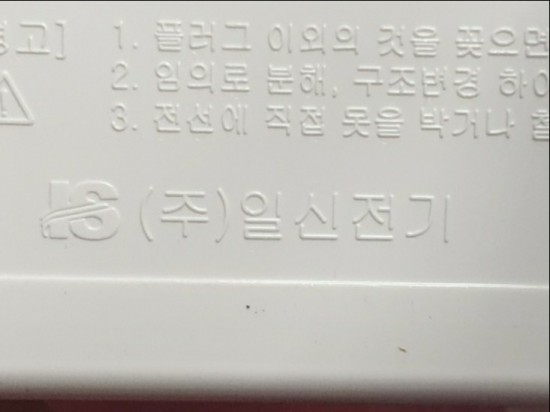 경고] 1. 플러그 이외의 것을 꽂으면
2. 임의로 분해, 구조변경 하이
3. 전선에 직접 못을 박거나 철
IS (주)일신전기